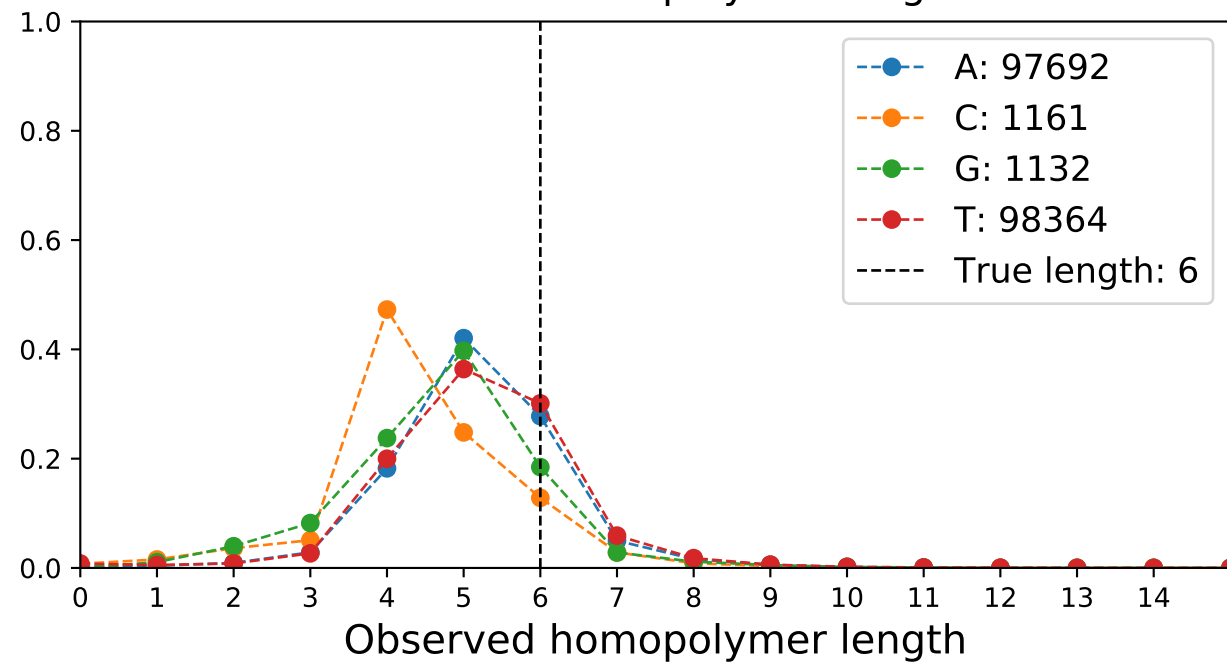 1.0
A: 97692
C: 1161
G: 1132
T: 98364
True length: 6
0.8
0.6
0.4
0.2
0.0
0 1 2 3 4 5 6 7 8 9 10 11 12 13 14
Observed homopolymer length